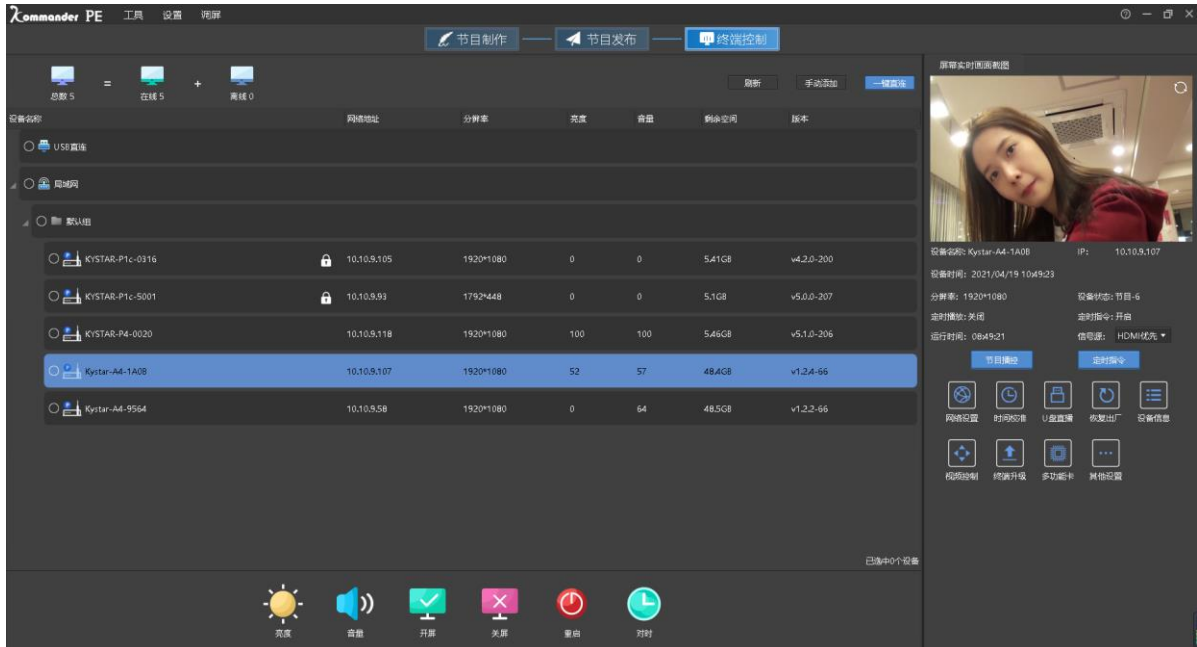 Kommander PE 工具 设置 调屏
节目制作 节目发布 终端控制
总数 5 = 在线 5 + 离线 0
刷新 手动添加 一键直连
设备名称 网络地址 分辨率 亮度 音量 剩余空间 版本
USB直连
局域网
默认组
KYSTAR-P1c-0316 10.10.9.105 1920*1080 0 0 5.41GB v4.2.0-200
KYSTAR-P1c-5001 10.10.9.93 1792*448 0 0 5.1GB v5.0.0-207
KYSTAR-P4-0020 10.10.9.118 1920*1080 100 100 5.46GB v5.1.0-206
Kystar-A4-1A0B 10.10.9.107 1920*1080 52 57 48.4GB v1.2.4-66
Kystar-A4-9564 10.10.9.58 1920*1080 0 64 48.5GB v1.2.2-66
已选中0个设备
亮度 音量 开屏 关屏 重启 对时
屏幕实时画面截图
设备名称: Kystar-A4-1A0B IP: 10.10.9.107
设备时间: 2021/04/19 10:49:23
分辨率: 1920*1080 设备状态: 节目-6
定时播放: 关闭 定时指令: 开启
运行时间: 08:49:21 信号源: HDMI优先
节目播控 定时指令
网络设置 时间校准 U盘直播 恢复出厂 设备信息
视频控制 终端升级 多功能卡 其他设置